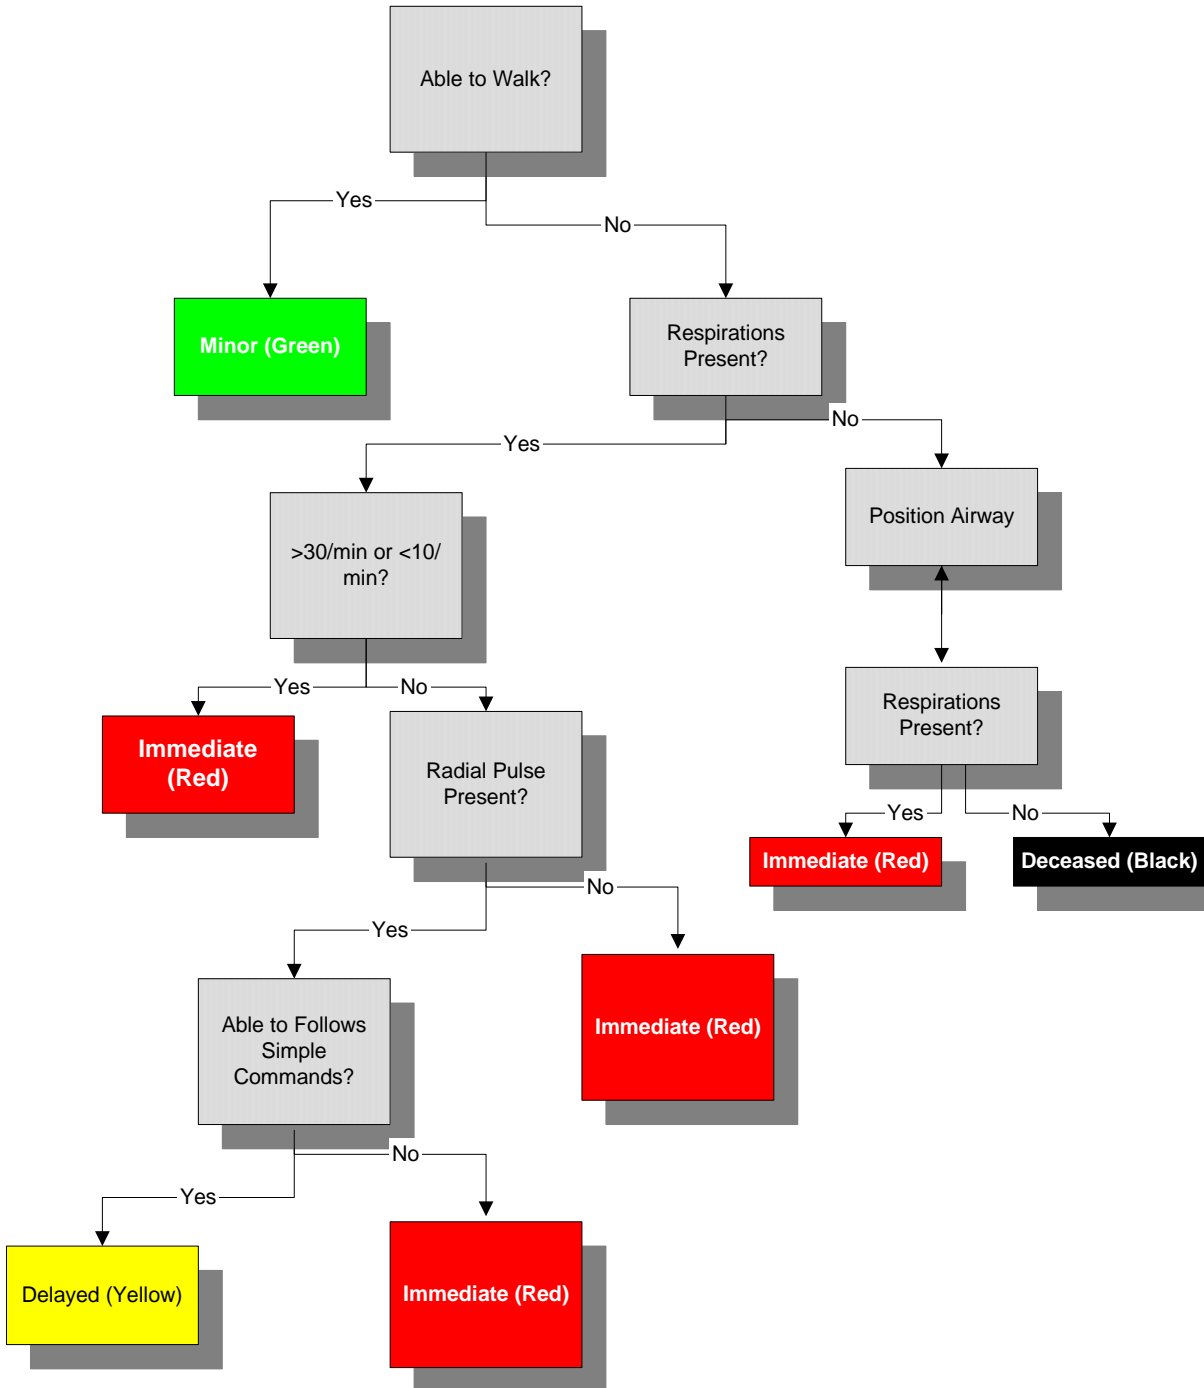 Able to Walk?
Yes
No
Minor (Green)
Respirations
Present?
Yes
No
>30/min or <10/
min?
Position Airway
Yes
No
Immediate
(Red)
Radial Pulse
Present?
Respirations
Present?
Yes
No
Immediate (Red)
Deceased (Black)
Yes
No
Able to Follows
Simple
Commands?
Immediate (Red)
Yes
No
Delayed (Yellow)
Immediate (Red)